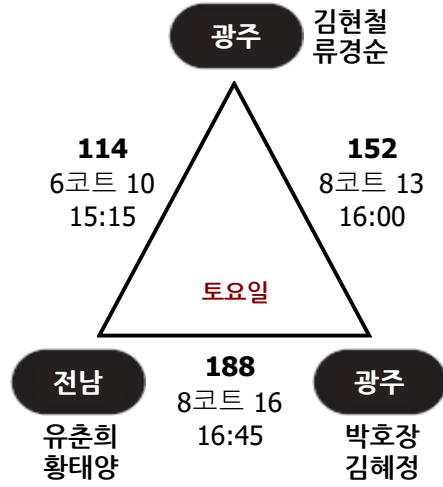 광주
김현철
류경순
114
6코트 10
15:15
152
8코트 13
16:00
토요일
전남
유춘희
황태양
188
8코트 16
16:45
광주
박호장
김혜정